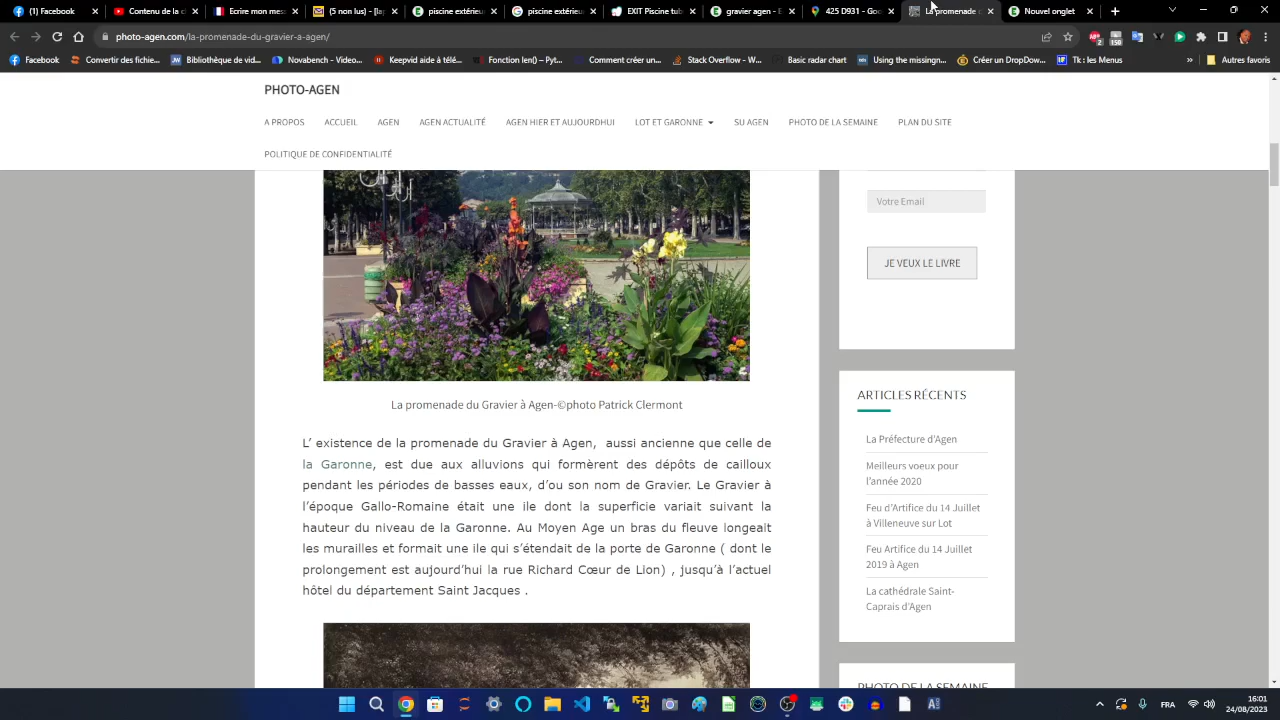 (1) Facebook
Contenu de la c
From message
(5) non » | laposte
piscine aixen p
piscine martin
EXIT Piscine tub
gravier agen - E
425 D931 - Goo
La promenade
Nouvel onglet
photo-agen.com/la-promenade-du-gravier-agen/
Facebook
Convertir des fichie...
Bibliothèque de vid...
Novabench - Video...
Keepvid aide à télé...
Fonction len() – Pyt...
Comment créer un...
Stack Overflow - W...
Basic radar chart
Using the missingn...
Créer un DropDow...
Tk : les Menus
»
Autres favoris
PHOTO-AGEN
A PROPOS
ACCUEIL
AGEN
AGEN ACTUALITÉ
AGEN HIER ET AUJOURDHUI
LOT ET GARONNE
SU AGEN
PHOTO DE LA SEMAINE
PLAN DU SITE
POLITIQUE DE CONFIDENTIALITÉ
La promenade du Gravier à Agen-©photo Patrick Clermont
L' existence de la promenade du Gravier à Agen, aussi ancienne que celle de
la Garonne, est due aux alluvions qui formèrent des dépôts de cailloux
pendant les périodes de basses eaux, d'ou son nom de Gravier. Le Gravier à
l'époque Gallo-Romaine était une ile dont la superficie variait suivant la
hauteur du niveau de la Garonne. Au Moyen Age un bras du fleuve longeait
les murailles et formait une ile qui s'étendait de la porte de Garonne ( dont le
prolongement est aujourd'hui la rue Richard Cœur de Lion) , jusqu'à l'actuel
hôtel du département Saint Jacques .
Votre Email
JE VEUX LE LIVRE
ARTICLES RÉCENTS
La Préfecture d'Agen
Meilleurs voeux pour
l'année 2020
Feu d'Artifice du 14 Juillet
à Villeneuve sur Lot
Feu Artifice du 14 Juillet
2019 à Agen
La cathédrale Saint-
Caprais d'Agen
PHOTO DE LA SEMAINE
FRA
16:01
24/08/2023